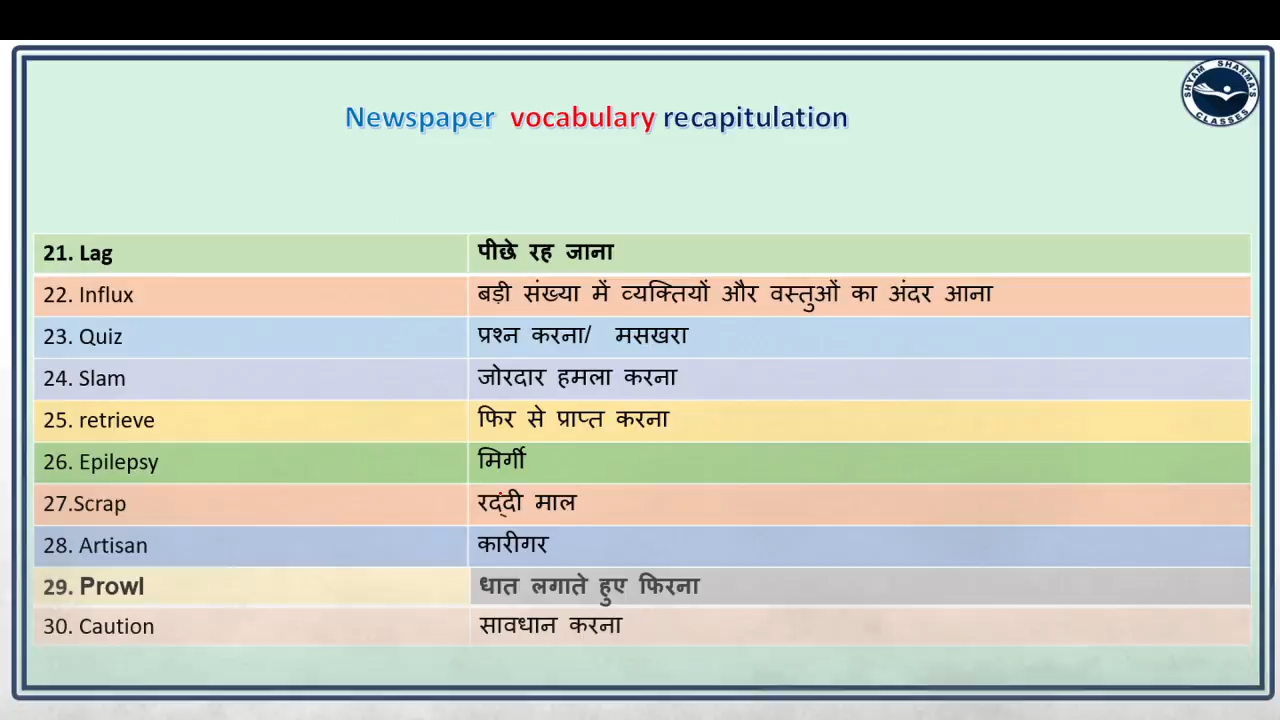 SHYAM SHARMA'S CLASSES
Newspaper vocabulary recapitulation
21. Lag पीछे रह जाना
22. Influx बड़ी संख्या में व्यक्तियों और वस्तुओं का अंदर आना
23. Quiz प्रश्न करना/ मसखरा
24. Slam जोरदार हमला करना
25. retrieve फिर से प्राप्त करना
26. Epilepsy मिर्गी
27.Scrap रद्दंी माल
28. Artisan कारीगर
29. Prowl धात लगाते हुए फिरना
30. Caution सावधान करना